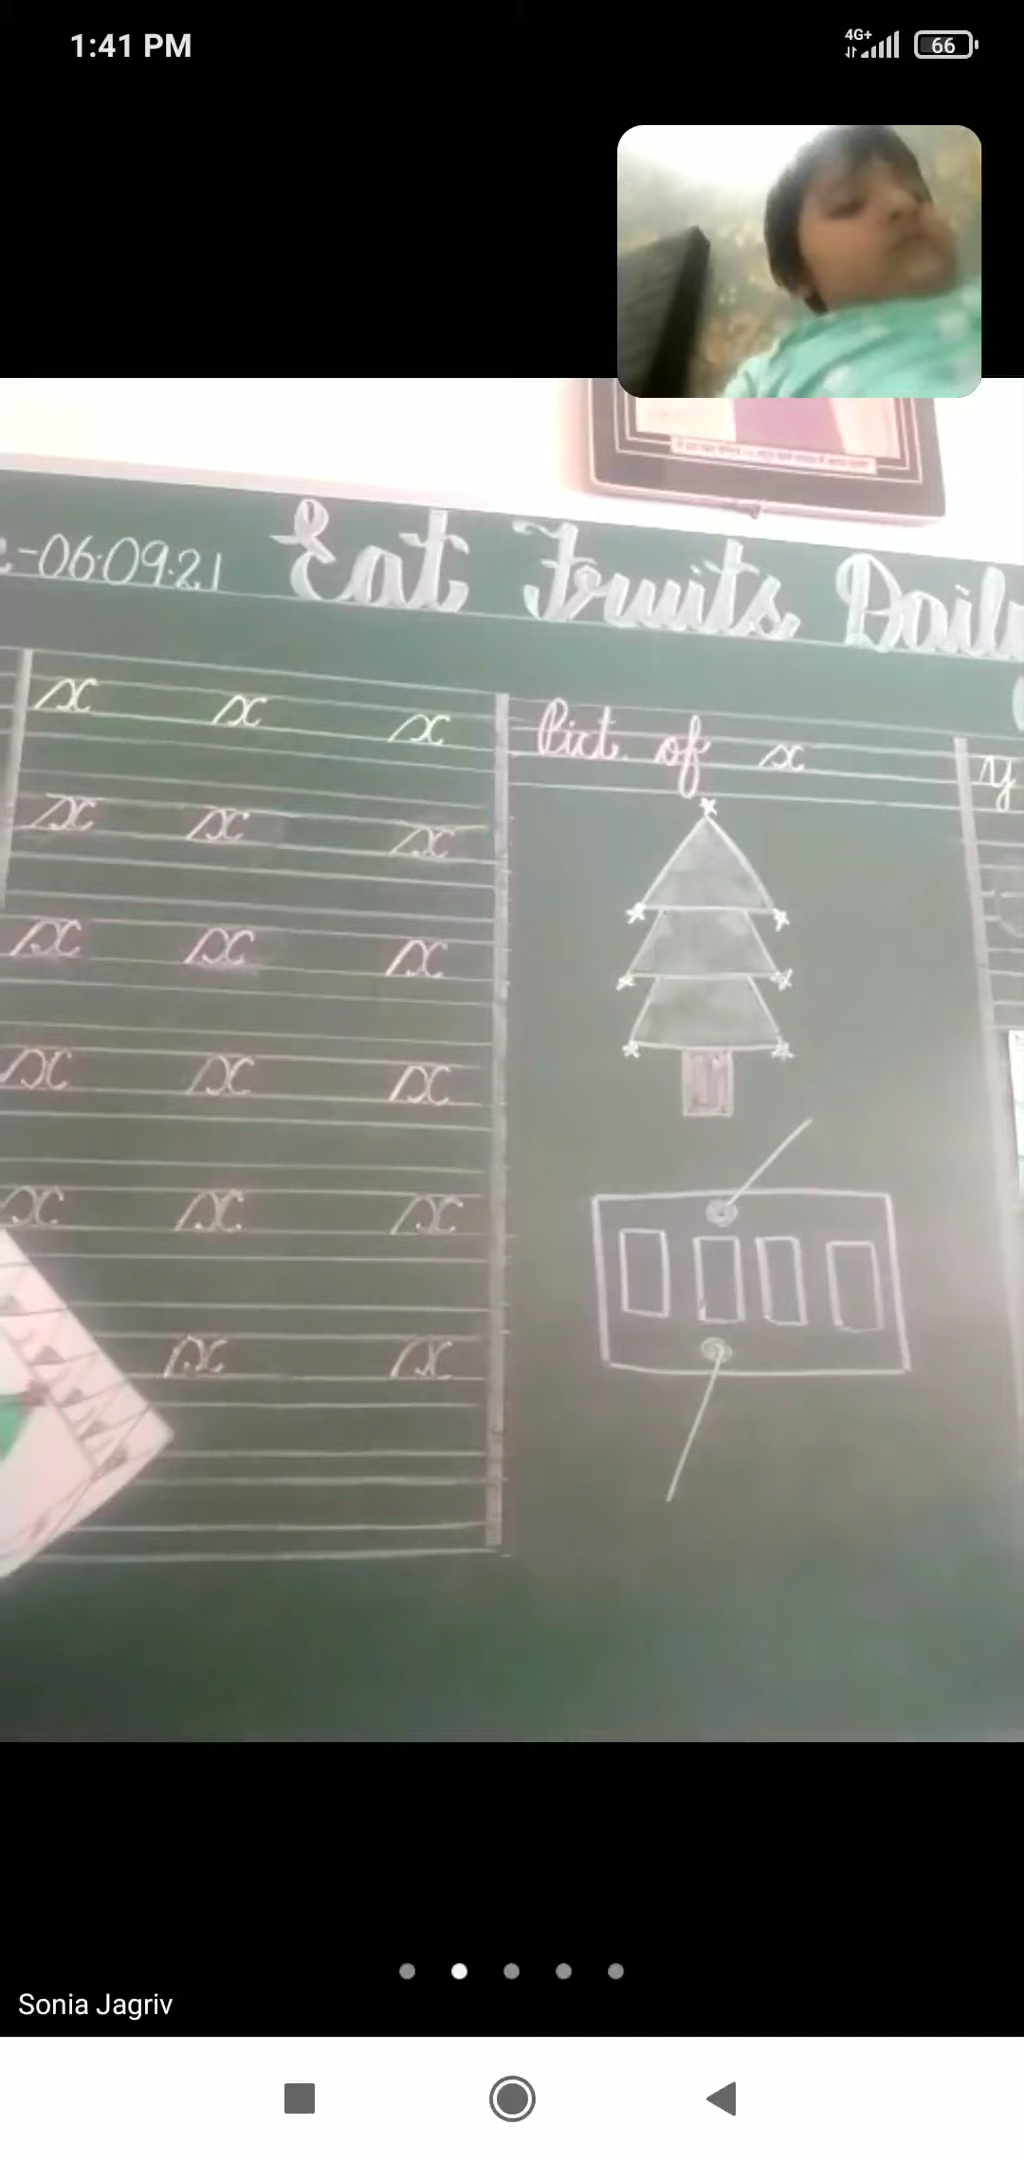 1:41 PM
4G+
66
-06.09.21 Eat Fruits Daily
x x x
Pict. of x
y
x x x
x x x
x x x
x x x
x x
Sonia Jagriv